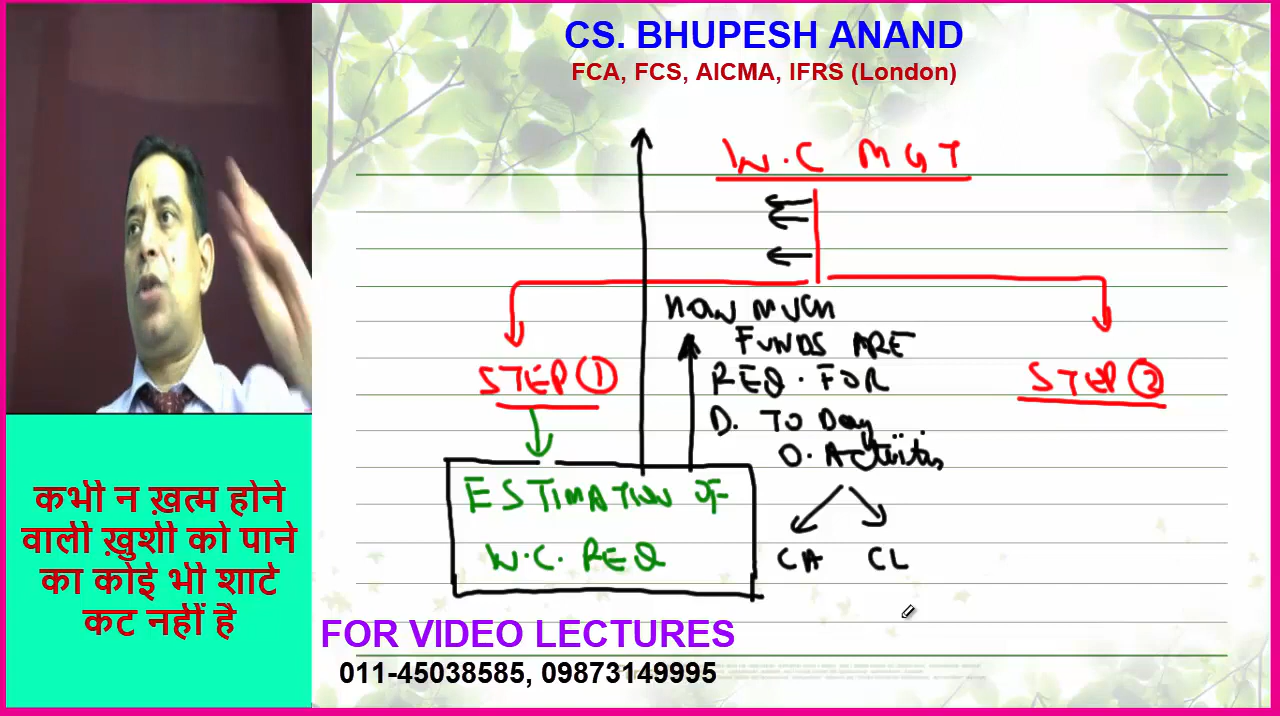 CS. BHUPESH ANAND
FCA, FCS, AICMA, IFRS (London)
W.C MGT
HOW MUCH
FUNDS ARE
REQ. FOR
D. TO Day
O. Activities
STEP ①
STEP ②
ESTIMATION OF
W.C. REQ
CA CL
कभी न ख़त्म होने
वाली ख़ुशी को पाने
का कोई भी शार्ट
कट नहीं है
FOR VIDEO LECTURES
011-45038585, 09873149995